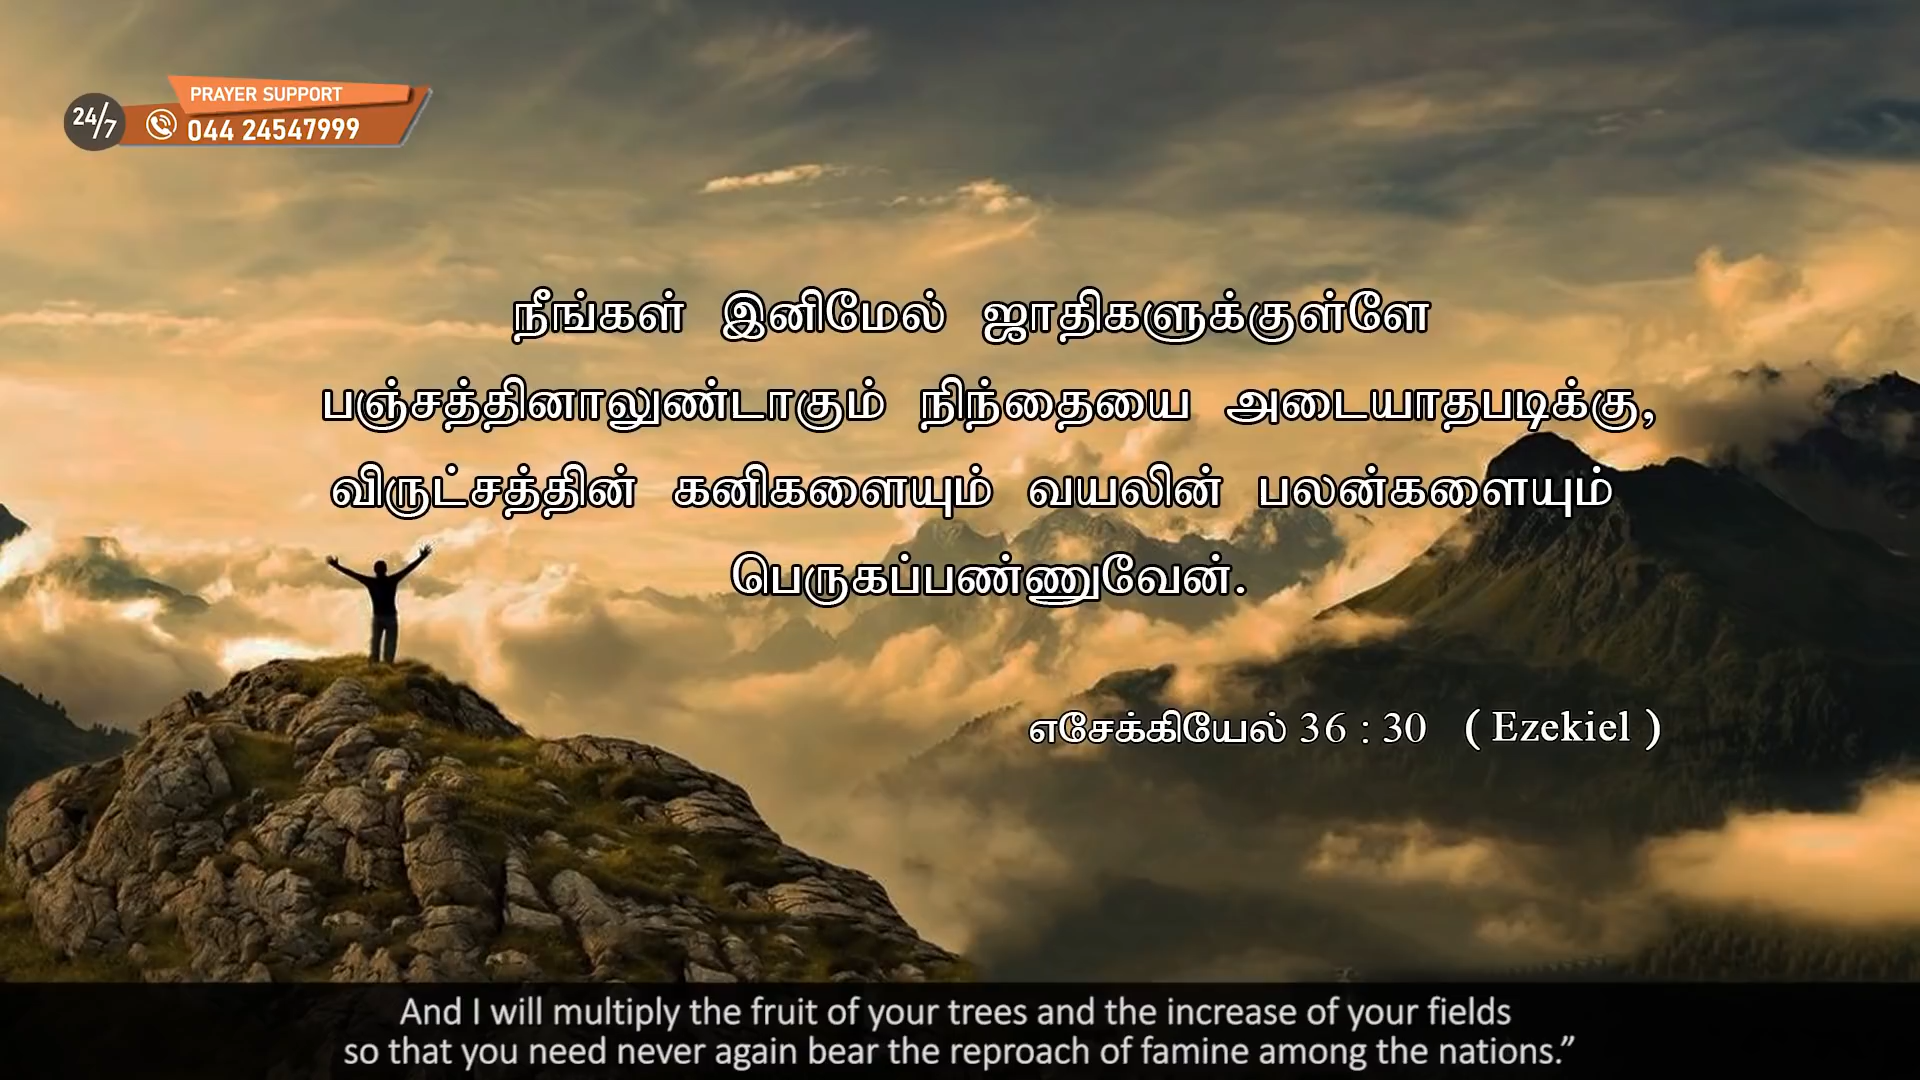 PRAYER SUPPORT
24/7
044 24547999
நீங்கள் இனிமேல் ஜாதிகளுக்குள்ளே
பஞ்சத்தினாலுண்டாகும் நிந்தையை அடையாதபடிக்கு,
விருட்சத்தின் கனிகளையும் வயலின் பலன்களையும்
பெருகப்பண்ணுவேன்.
எசேக்கியேல் 36 : 30 ( Ezekiel )
And I will multiply the fruit of your trees and the increase of your fields
so that you need never again bear the reproach of famine among the nations.”